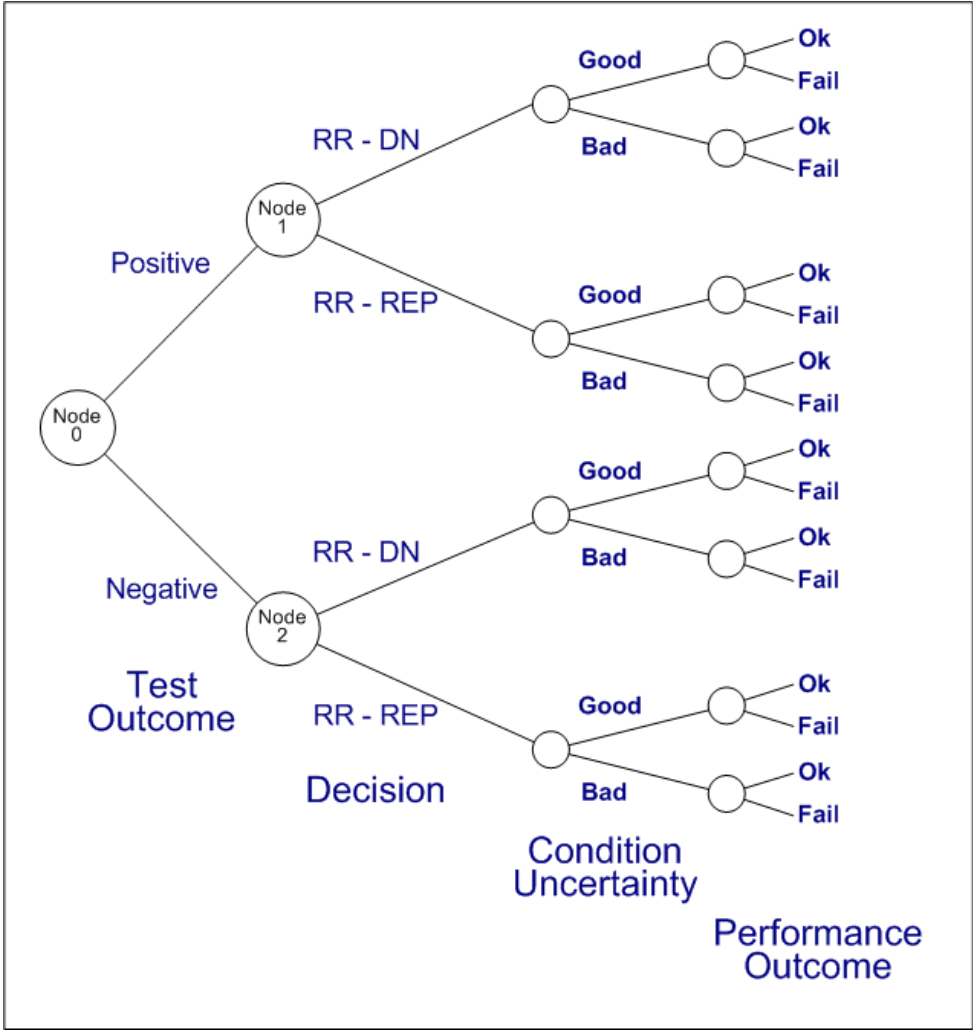 Ok
Good
Fail
RR - DN
Ok
Bad
Fail
Node
1
Positive
Ok
Good
RR - REP
Fail
Ok
Bad
Fail
Node
0
Ok
Good
Fail
RR - DN
Ok
Bad
Fail
Negative
Node
2
Ok
Good
RR - REP
Fail
Ok
Bad
Fail
Test
Outcome
Decision
Condition
Uncertainty
Performance
Outcome